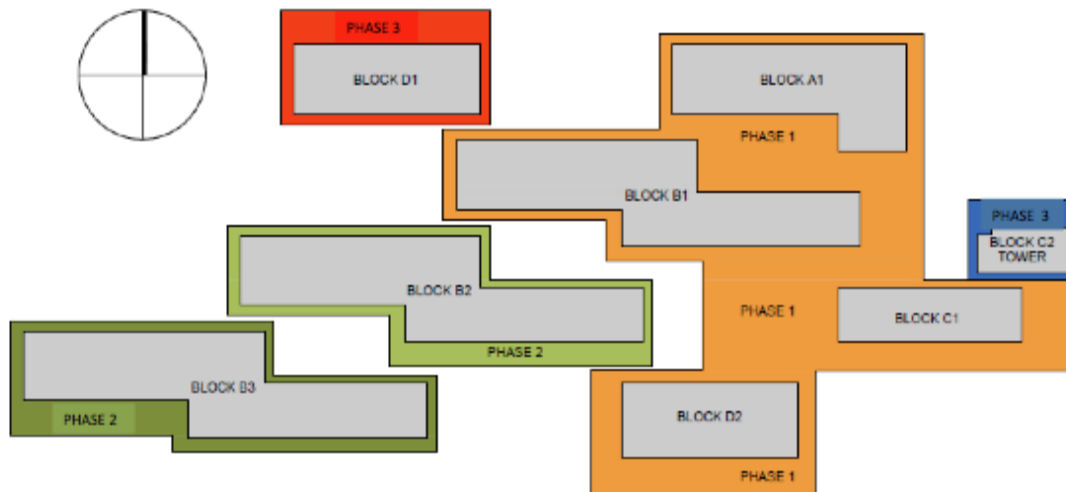 PHASE 3
BLOCK D1
BLOCK A1
PHASE 1
BLOCK B1
PHASE 3
BLOCK C2
TOWER
BLOCK B2
PHASE 1
BLOCK C1
PHASE 2
BLOCK B3
PHASE 2
BLOCK D2
PHASE 1